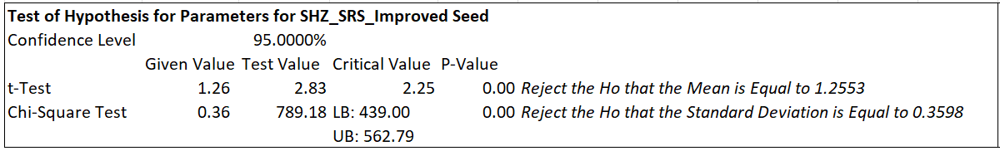 Test of Hypothesis for Parameters for SHZ_SRS_Improved Seed
Confidence Level 95.0000%
Given Value Test Value Critical Value P-Value
t-Test 1.26 2.83 2.25 0.00 Reject the Ho that the Mean is Equal to 1.2553
Chi-Square Test 0.36 789.18 LB: 439.00 0.00 Reject the Ho that the Standard Deviation is Equal to 0.3598
UB: 562.79